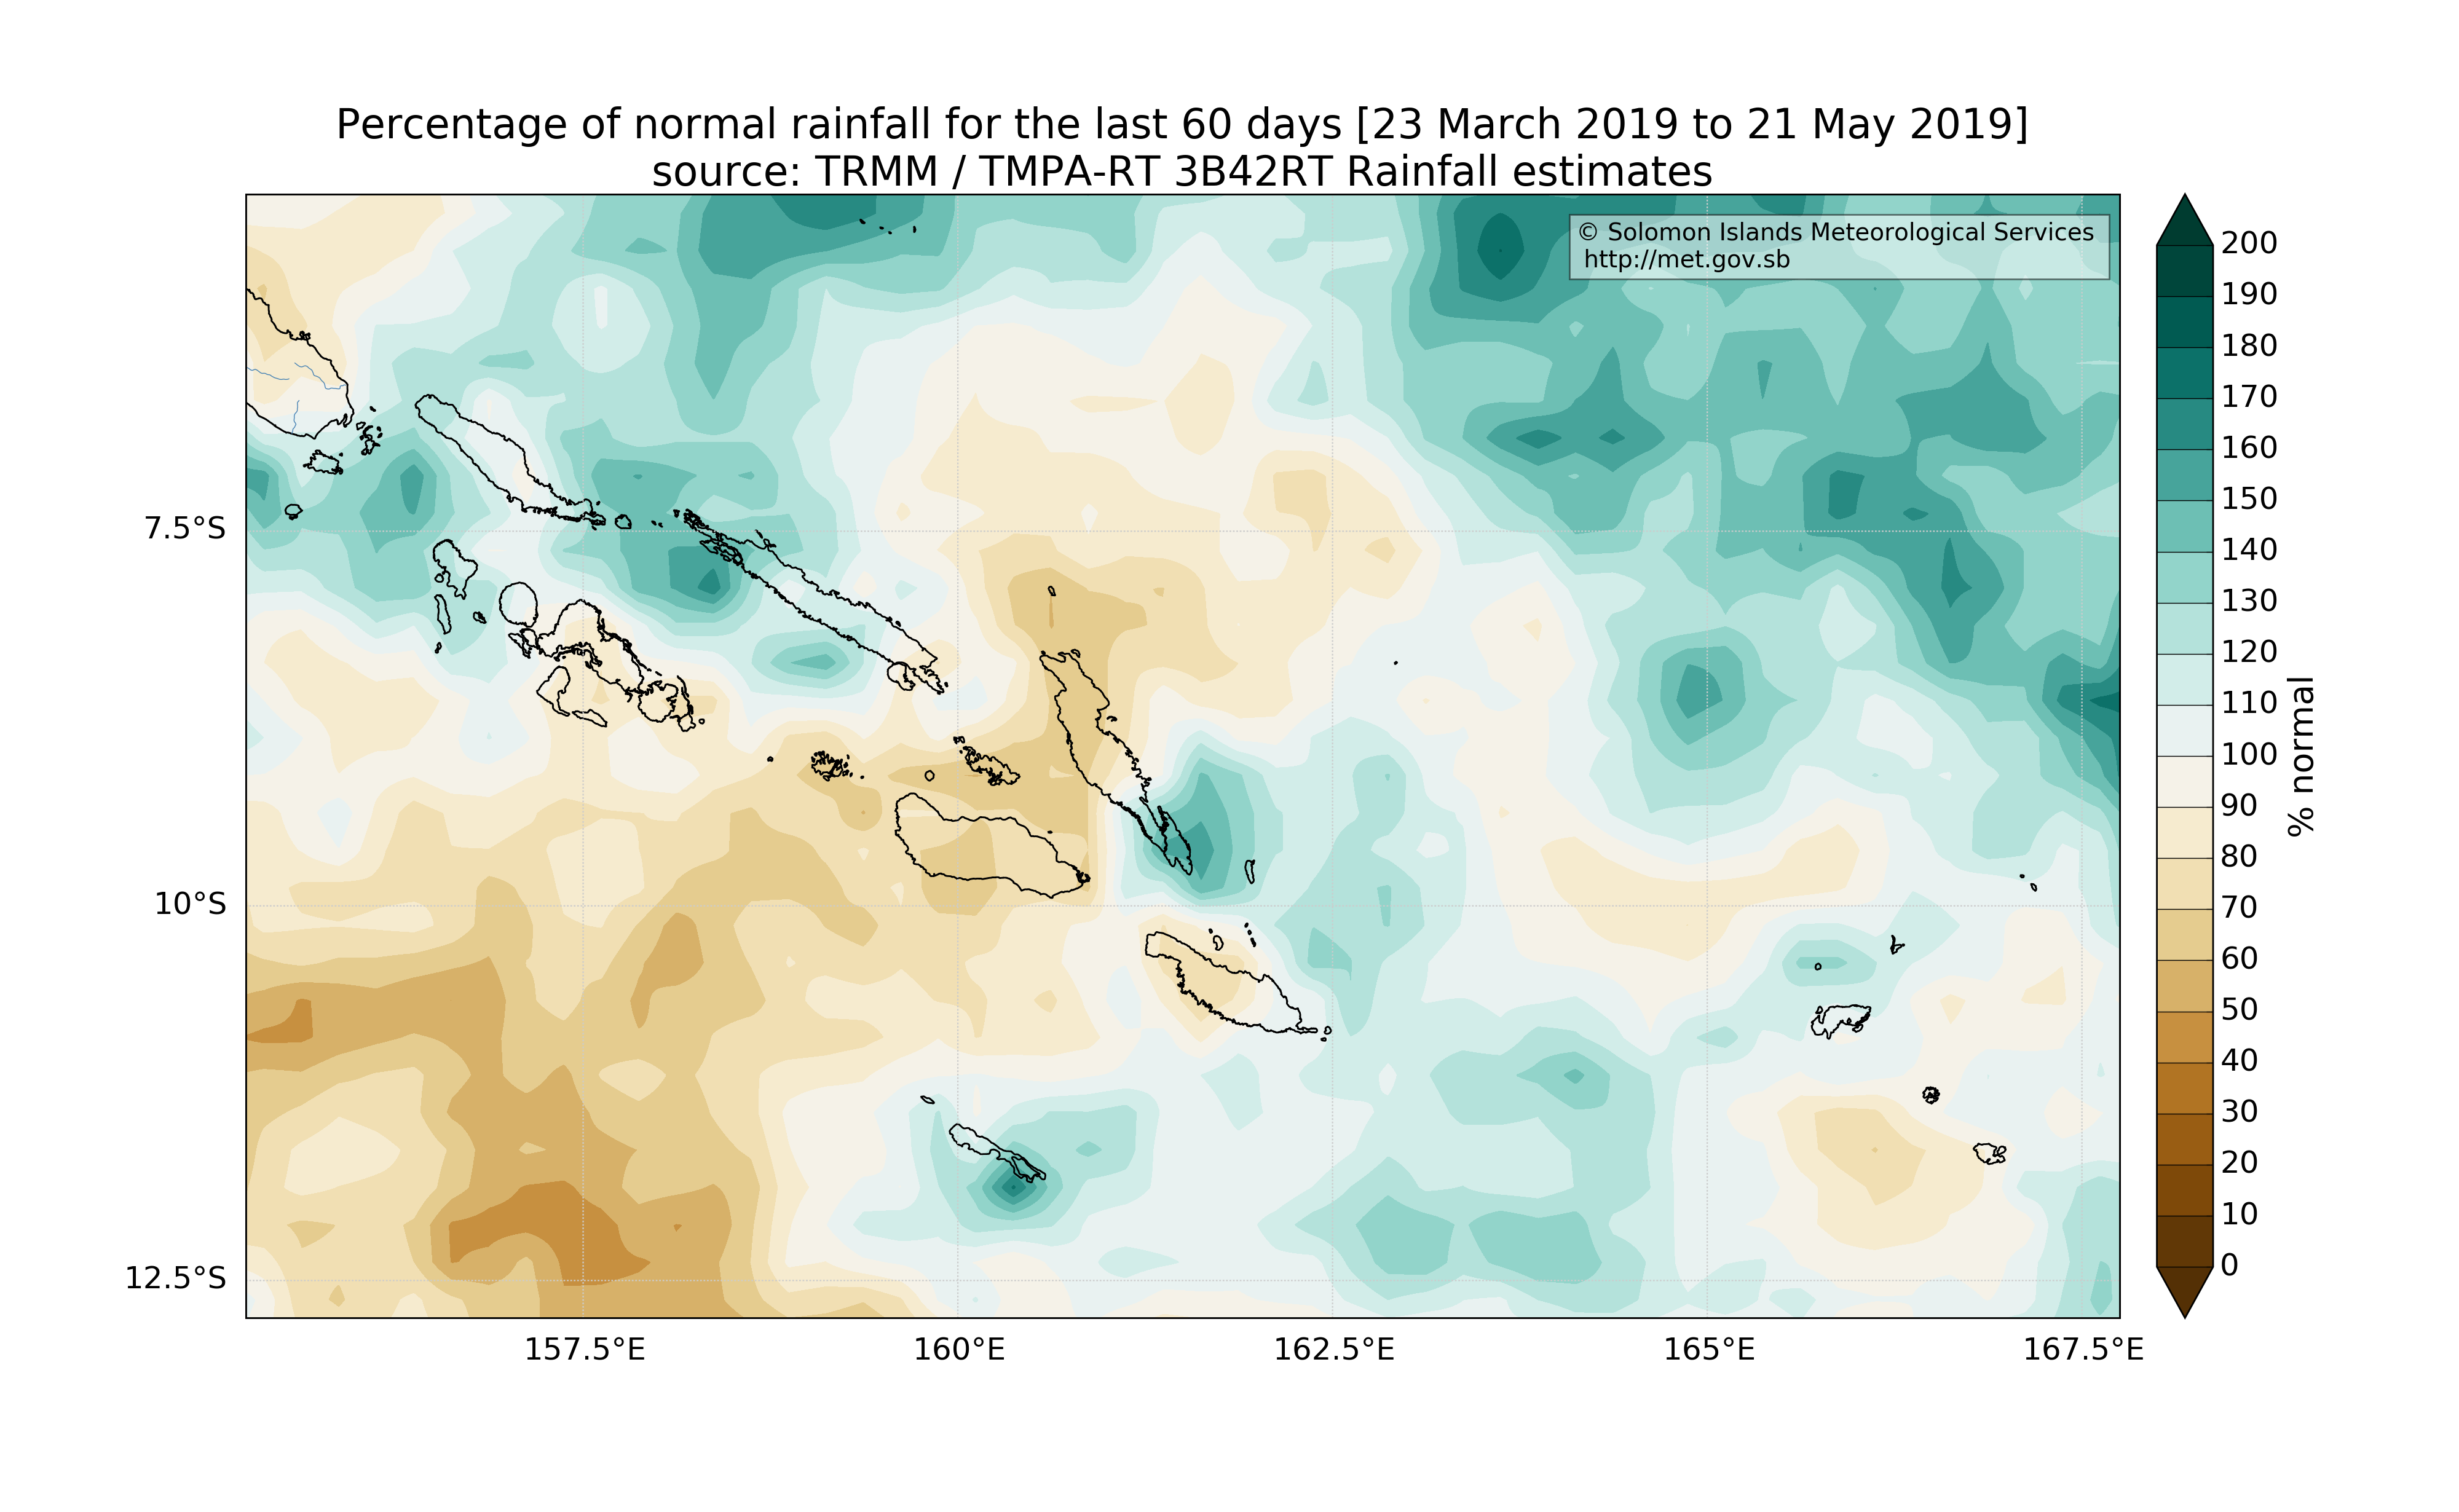 Percentage of normal rainfall for the last 60 days [23 March 2019 to 21 May 2019]
source: TRMM / TMPA-RT 3B42RT Rainfall estimates
© Solomon Islands Meteorological Services
http://met.gov.sb
7.5°S
10°S
12.5°S
157.5°E
160°E
162.5°E
165°E
167.5°E
200
190
180
170
160
150
140
130
120
110
100
90
80
70
60
50
40
30
20
10
0
% normal